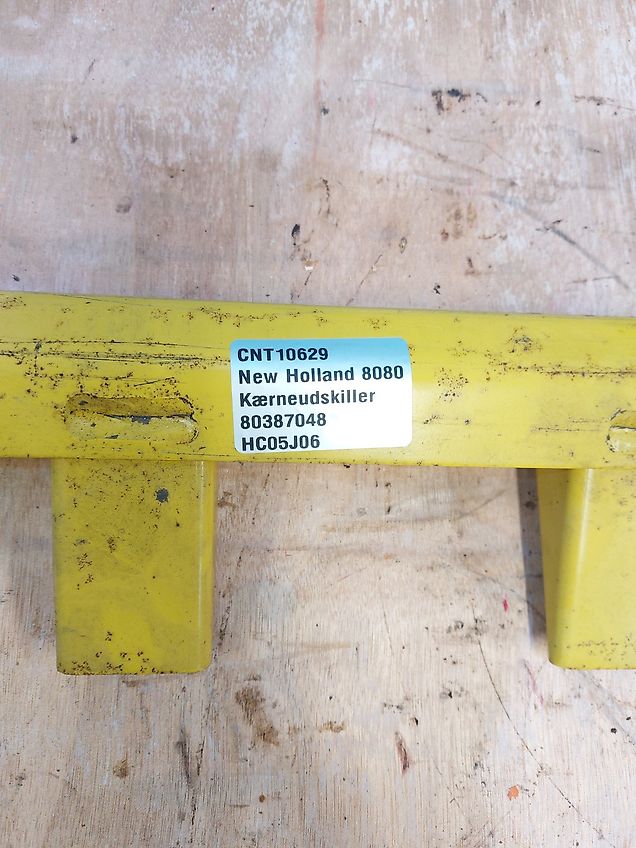 CNT10629
New Holland 8080
Kærneudskiller
80387048
HC05J06